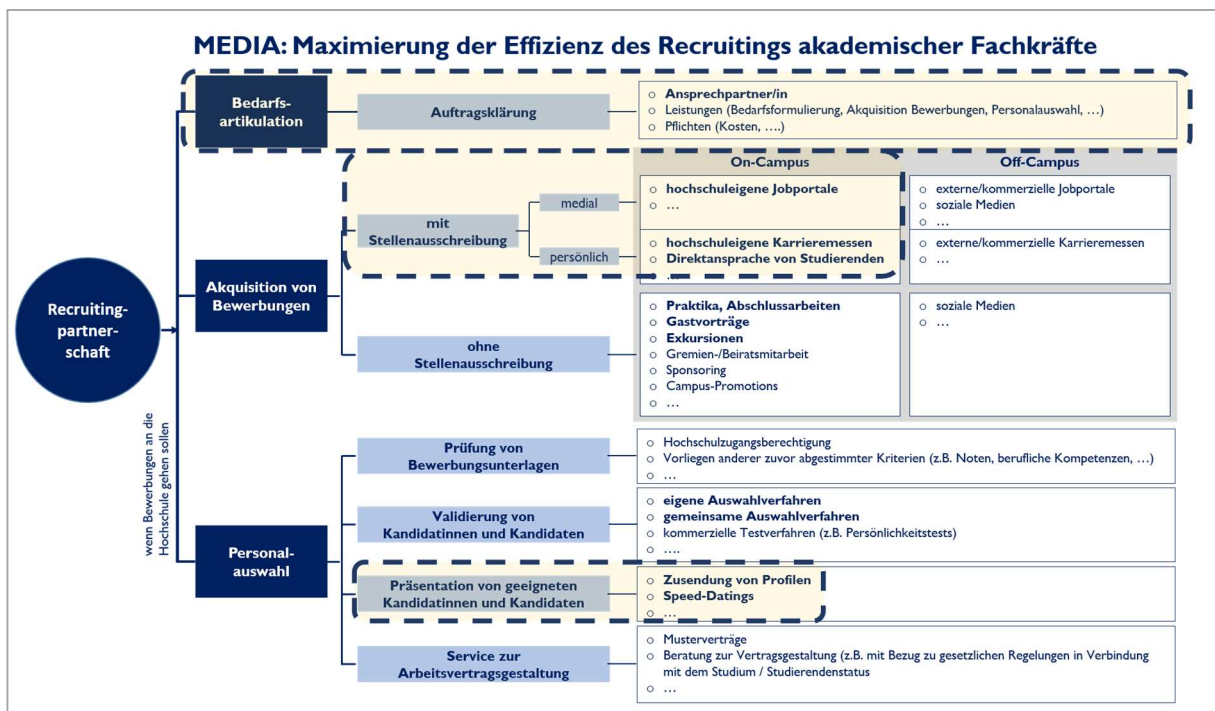 MEDIA: Maximierung der Effizienz des Recruitings akademischer Fachkräfte
Bedarfs-
artikulation
Auftragsklärung
o Ansprechpartner/in
o Leistungen (Bedarfsformulierung, Akquisition Bewerbungen, Personalauswahl, …)
o Pflichten (Kosten, ….)
On-Campus
Off-Campus
mit
Stellenausschreibung
medial
o hochschuleigene Jobportale
o …
o externe/kommerzielle Jobportale
o soziale Medien
o …
persönlich
o hochschuleigene Karrieremessen
o Direktansprache von Studierenden
o …
o externe/kommerzielle Karrieremessen
o …
Recruiting-
partner-
schaft
Akquisition von
Bewerbungen
ohne
Stellenausschreibung
o Praktika, Abschlussarbeiten
o Gastvorträge
o Exkursionen
o Gremien-/Beiratsmitarbeit
o Sponsoring
o Campus-Promotions
o …
o soziale Medien
o …
wenn Bewerbungen an die
Hochschule gehen sollen
Personal-
auswahl
Prüfung von
Bewerbungsunterlagen
o Hochschulzugangsberechtigung
o Vorliegen anderer zuvor abgestimmter Kriterien (z.B. Noten, berufliche Kompetenzen, …)
o …
Validierung von
Kandidatinnen und Kandidaten
o eigene Auswahlverfahren
o gemeinsame Auswahlverfahren
o kommerzielle Testverfahren (z.B. Persönlichkeitstests)
o ….
Präsentation von geeigneten
Kandidatinnen und Kandidaten
o Zusendung von Profilen
o Speed-Datings
o …
Service zur
Arbeitsvertragsgestaltung
o Musterverträge
o Beratung zur Vertragsgestaltung (z.B. mit Bezug zu gesetzlichen Regelungen in Verbindung
mit dem Studium / Studierendenstatus
o …